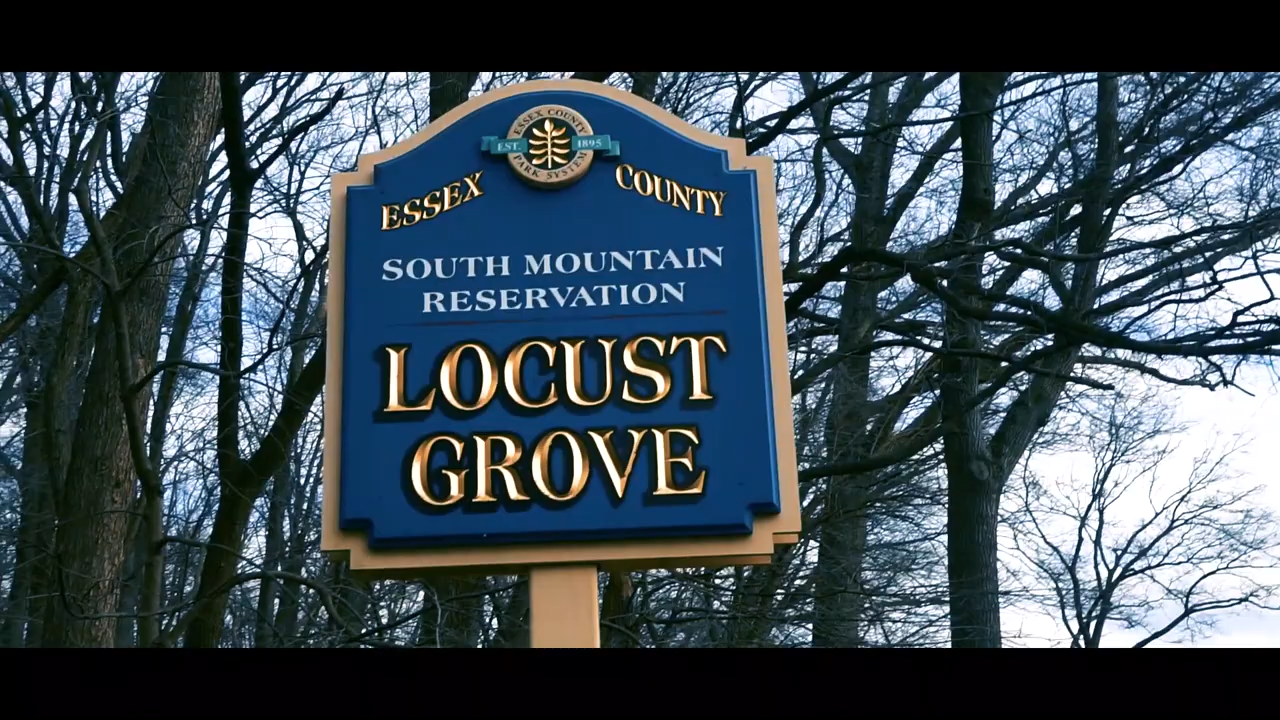 ESSEX COUNTY
EST. 1895
PARK SYSTEM
ESSEX COUNTY
SOUTH MOUNTAIN
RESERVATION
LOCUST
GROVE